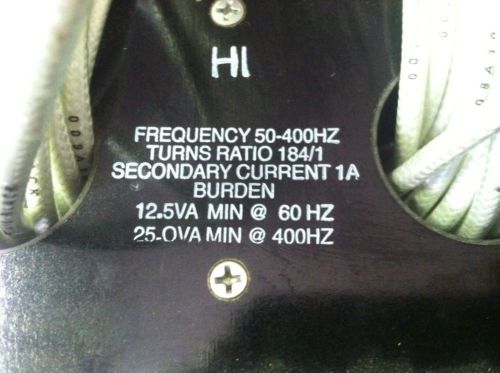 HI
FREQUENCY 50-400HZ
TURNS RATIO 184/1
SECONDARY CURRENT 1A
BURDEN
12.5VA MIN @ 60 HZ
25.0VA MIN @ 400HZ